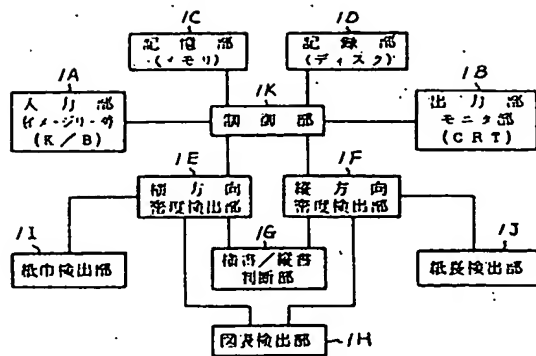 1C
記憶部
(メモリ)
1D
記録部
(ディスク)
1A
入力部
(イメージリーダ)
(K/B)
1K
制御部
1B
出力部
モニタ部
(CRT)
1E
横方向
密度検出部
1F
縦方向
密度検出部
1I
紙巾検出部
1G
横書/縦書
判断部
1J
紙長検出部
図表検出部
1H